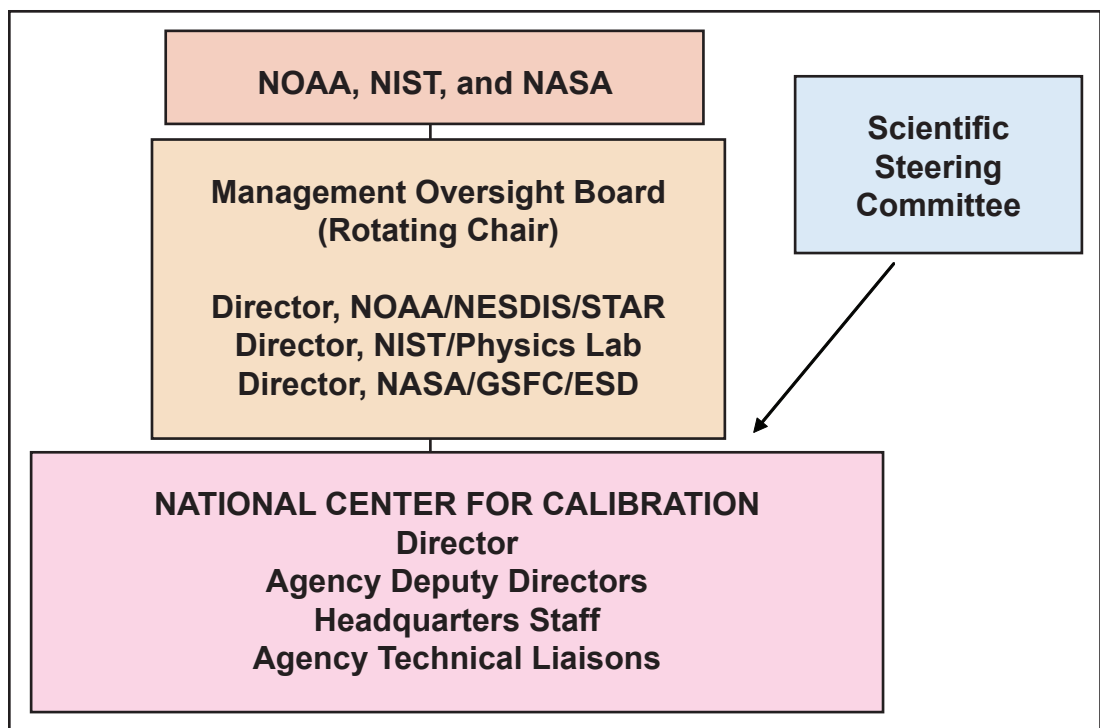 NOAA, NIST, and NASA
Management Oversight Board
(Rotating Chair)
Director, NOAA/NESDIS/STAR
Director, NIST/Physics Lab
Director, NASA/GSFC/ESD
Scientific
Steering
Committee
NATIONAL CENTER FOR CALIBRATION
Director
Agency Deputy Directors
Headquarters Staff
Agency Technical Liaisons